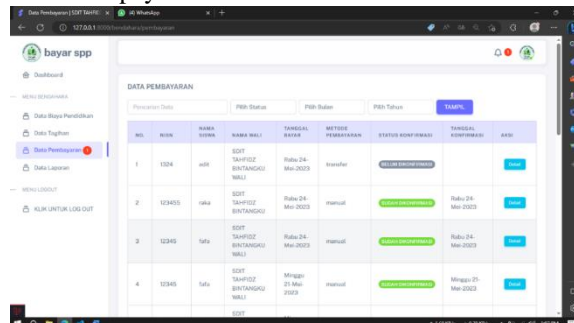 Data Pembayaran | SDIT TAHFID
(4) WhatsApp
127.0.0.1:8000/bendahara/pembayaran
bayar spp
Dashboard
MENU BENDAHARA
Data Biaya Pendidikan
Data Tagihan
Data Pembayaran
Data Laporan
MENU LOGOUT
KLIK UNTUK LOG OUT
DATA PEMBAYARAN
Pencarian Data
Pilih Status
Pilih Bulan
Pilih Tahun
TAMPIL
NO. NISN NAMA SISWA NAMA WALI TANGGAL BAYAR METODE PEMBAYARAN STATUS KONFIRMASI TANGGAL KONFIRMASI AKSI
1 1324 adit SDIT TAHFIDZ BINTANGKU WALI Rabu 24-Mei-2023 transfer BELUM DIKONFIRMASI Detail
2 123455 raka SDIT TAHFIDZ BINTANGKU WALI Rabu 24-Mei-2023 manual SUDAH DIKONFIRMASI Rabu 24-Mei-2023 Detail
3 12345 fafa SDIT TAHFIDZ BINTANGKU WALI Rabu 24-Mei-2023 manual SUDAH DIKONFIRMASI Rabu 24-Mei-2023 Detail
4 12345 fafa SDIT TAHFIDZ BINTANGKU WALI Minggu 21-Mei-2023 manual SUDAH DIKONFIRMASI Minggu 21-Mei-2023 Detail
SDIT